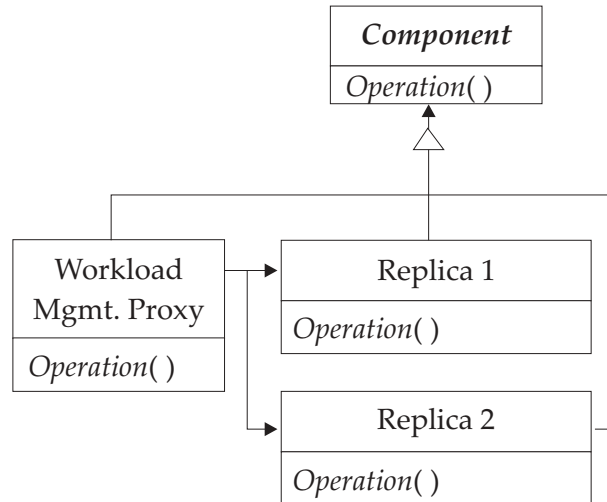 Component
Operation( )
Workload
Mgmt. Proxy
Operation( )
Replica 1
Operation( )
Replica 2
Operation( )